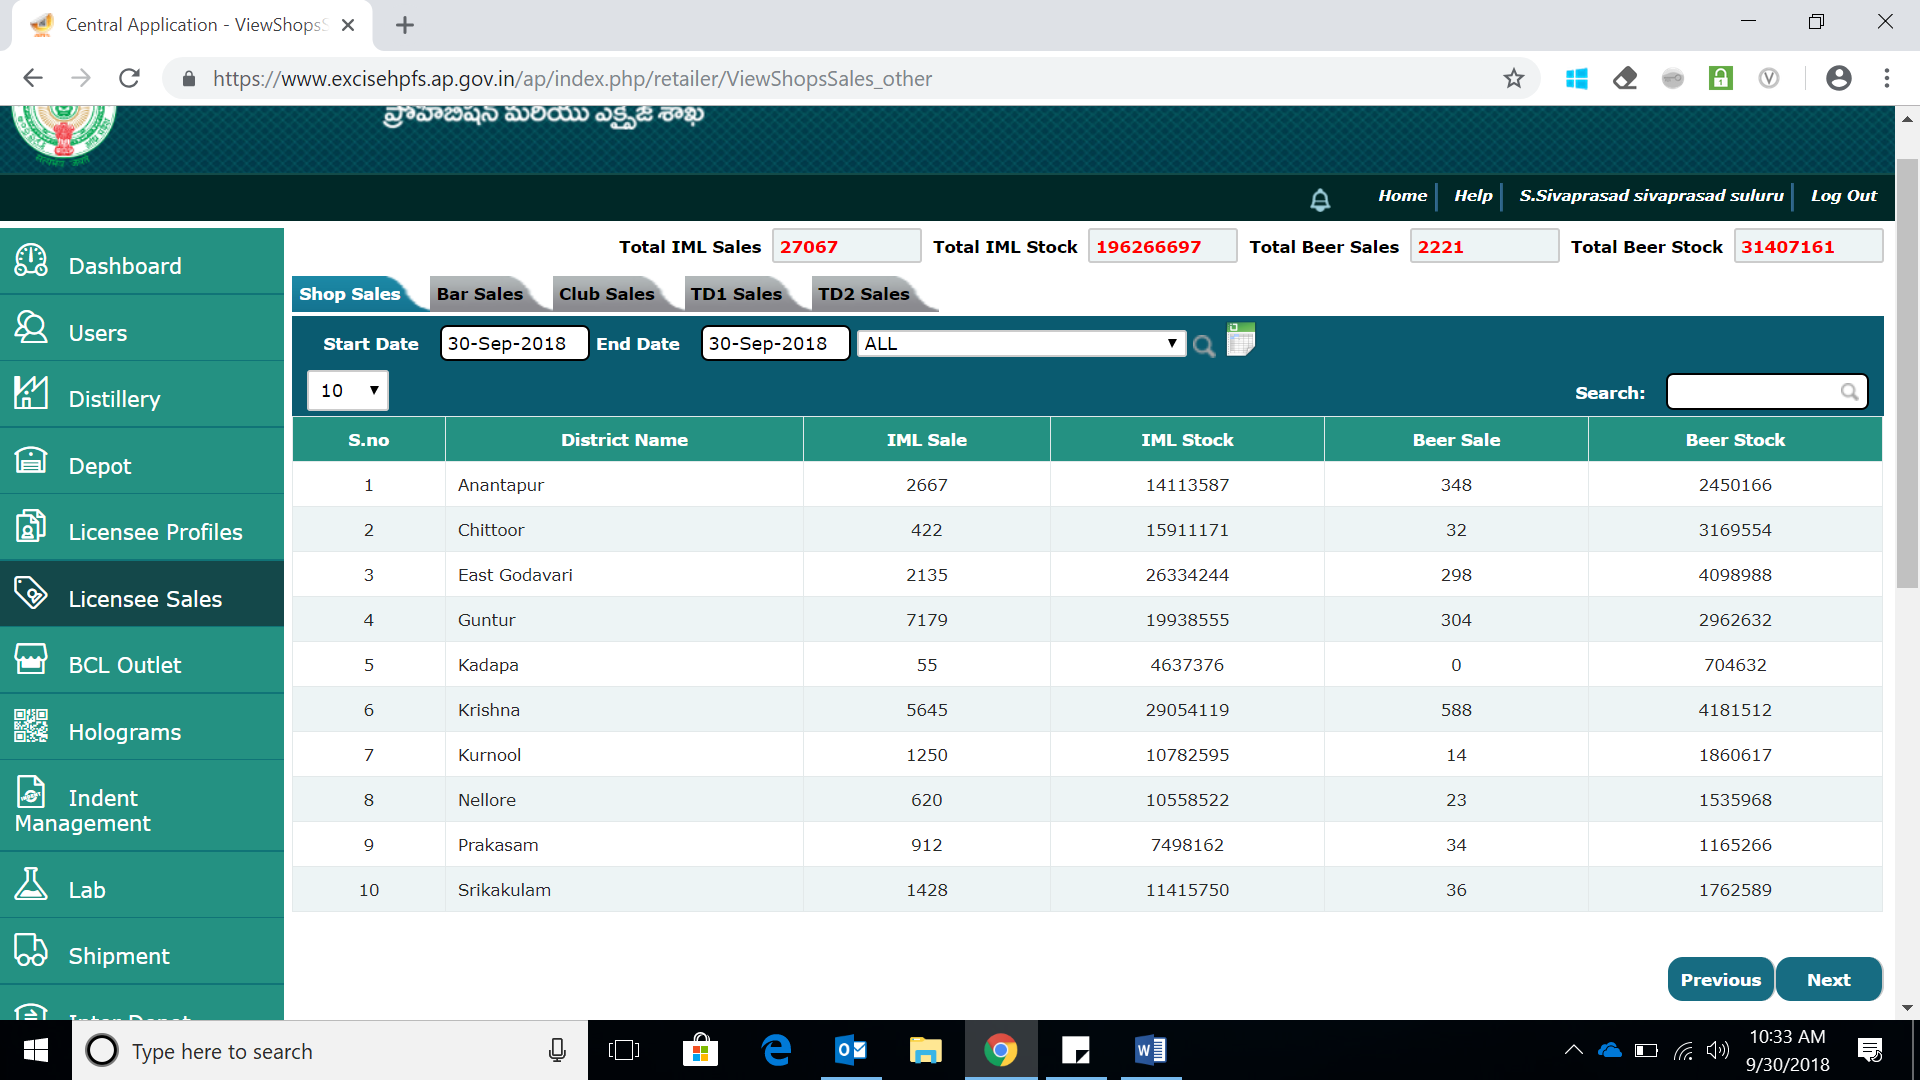 Central Application - ViewShopsS
https://www.excisehpfs.ap.gov.in/ap/index.php/retailer/ViewShopsSales_other
ప్రొహిబిషన్ మరియు ఎక్సైజ్ శాఖ
Home Help S.Sivaprasad sivaprasad suluru Log Out
Total IML Sales 27067 Total IML Stock 196266697 Total Beer Sales 2221 Total Beer Stock 31407161
Shop Sales Bar Sales Club Sales TD1 Sales TD2 Sales
Start Date 30-Sep-2018 End Date 30-Sep-2018 ALL
10 Search:
S.no District Name IML Sale IML Stock Beer Sale Beer Stock
1 Anantapur 2667 14113587 348 2450166
2 Chittoor 422 15911171 32 3169554
3 East Godavari 2135 26334244 298 4098988
4 Guntur 7179 19938555 304 2962632
5 Kadapa 55 4637376 0 704632
6 Krishna 5645 29054119 588 4181512
7 Kurnool 1250 10782595 14 1860617
8 Nellore 620 10558522 23 1535968
9 Prakasam 912 7498162 34 1165266
10 Srikakulam 1428 11415750 36 1762589
Previous Next
Dashboard
Users
Distillery
Depot
Licensee Profiles
Licensee Sales
BCL Outlet
Holograms
Indent
Management
Lab
Shipment
Inter Depot
Type here to search
10:33 AM
9/30/2018